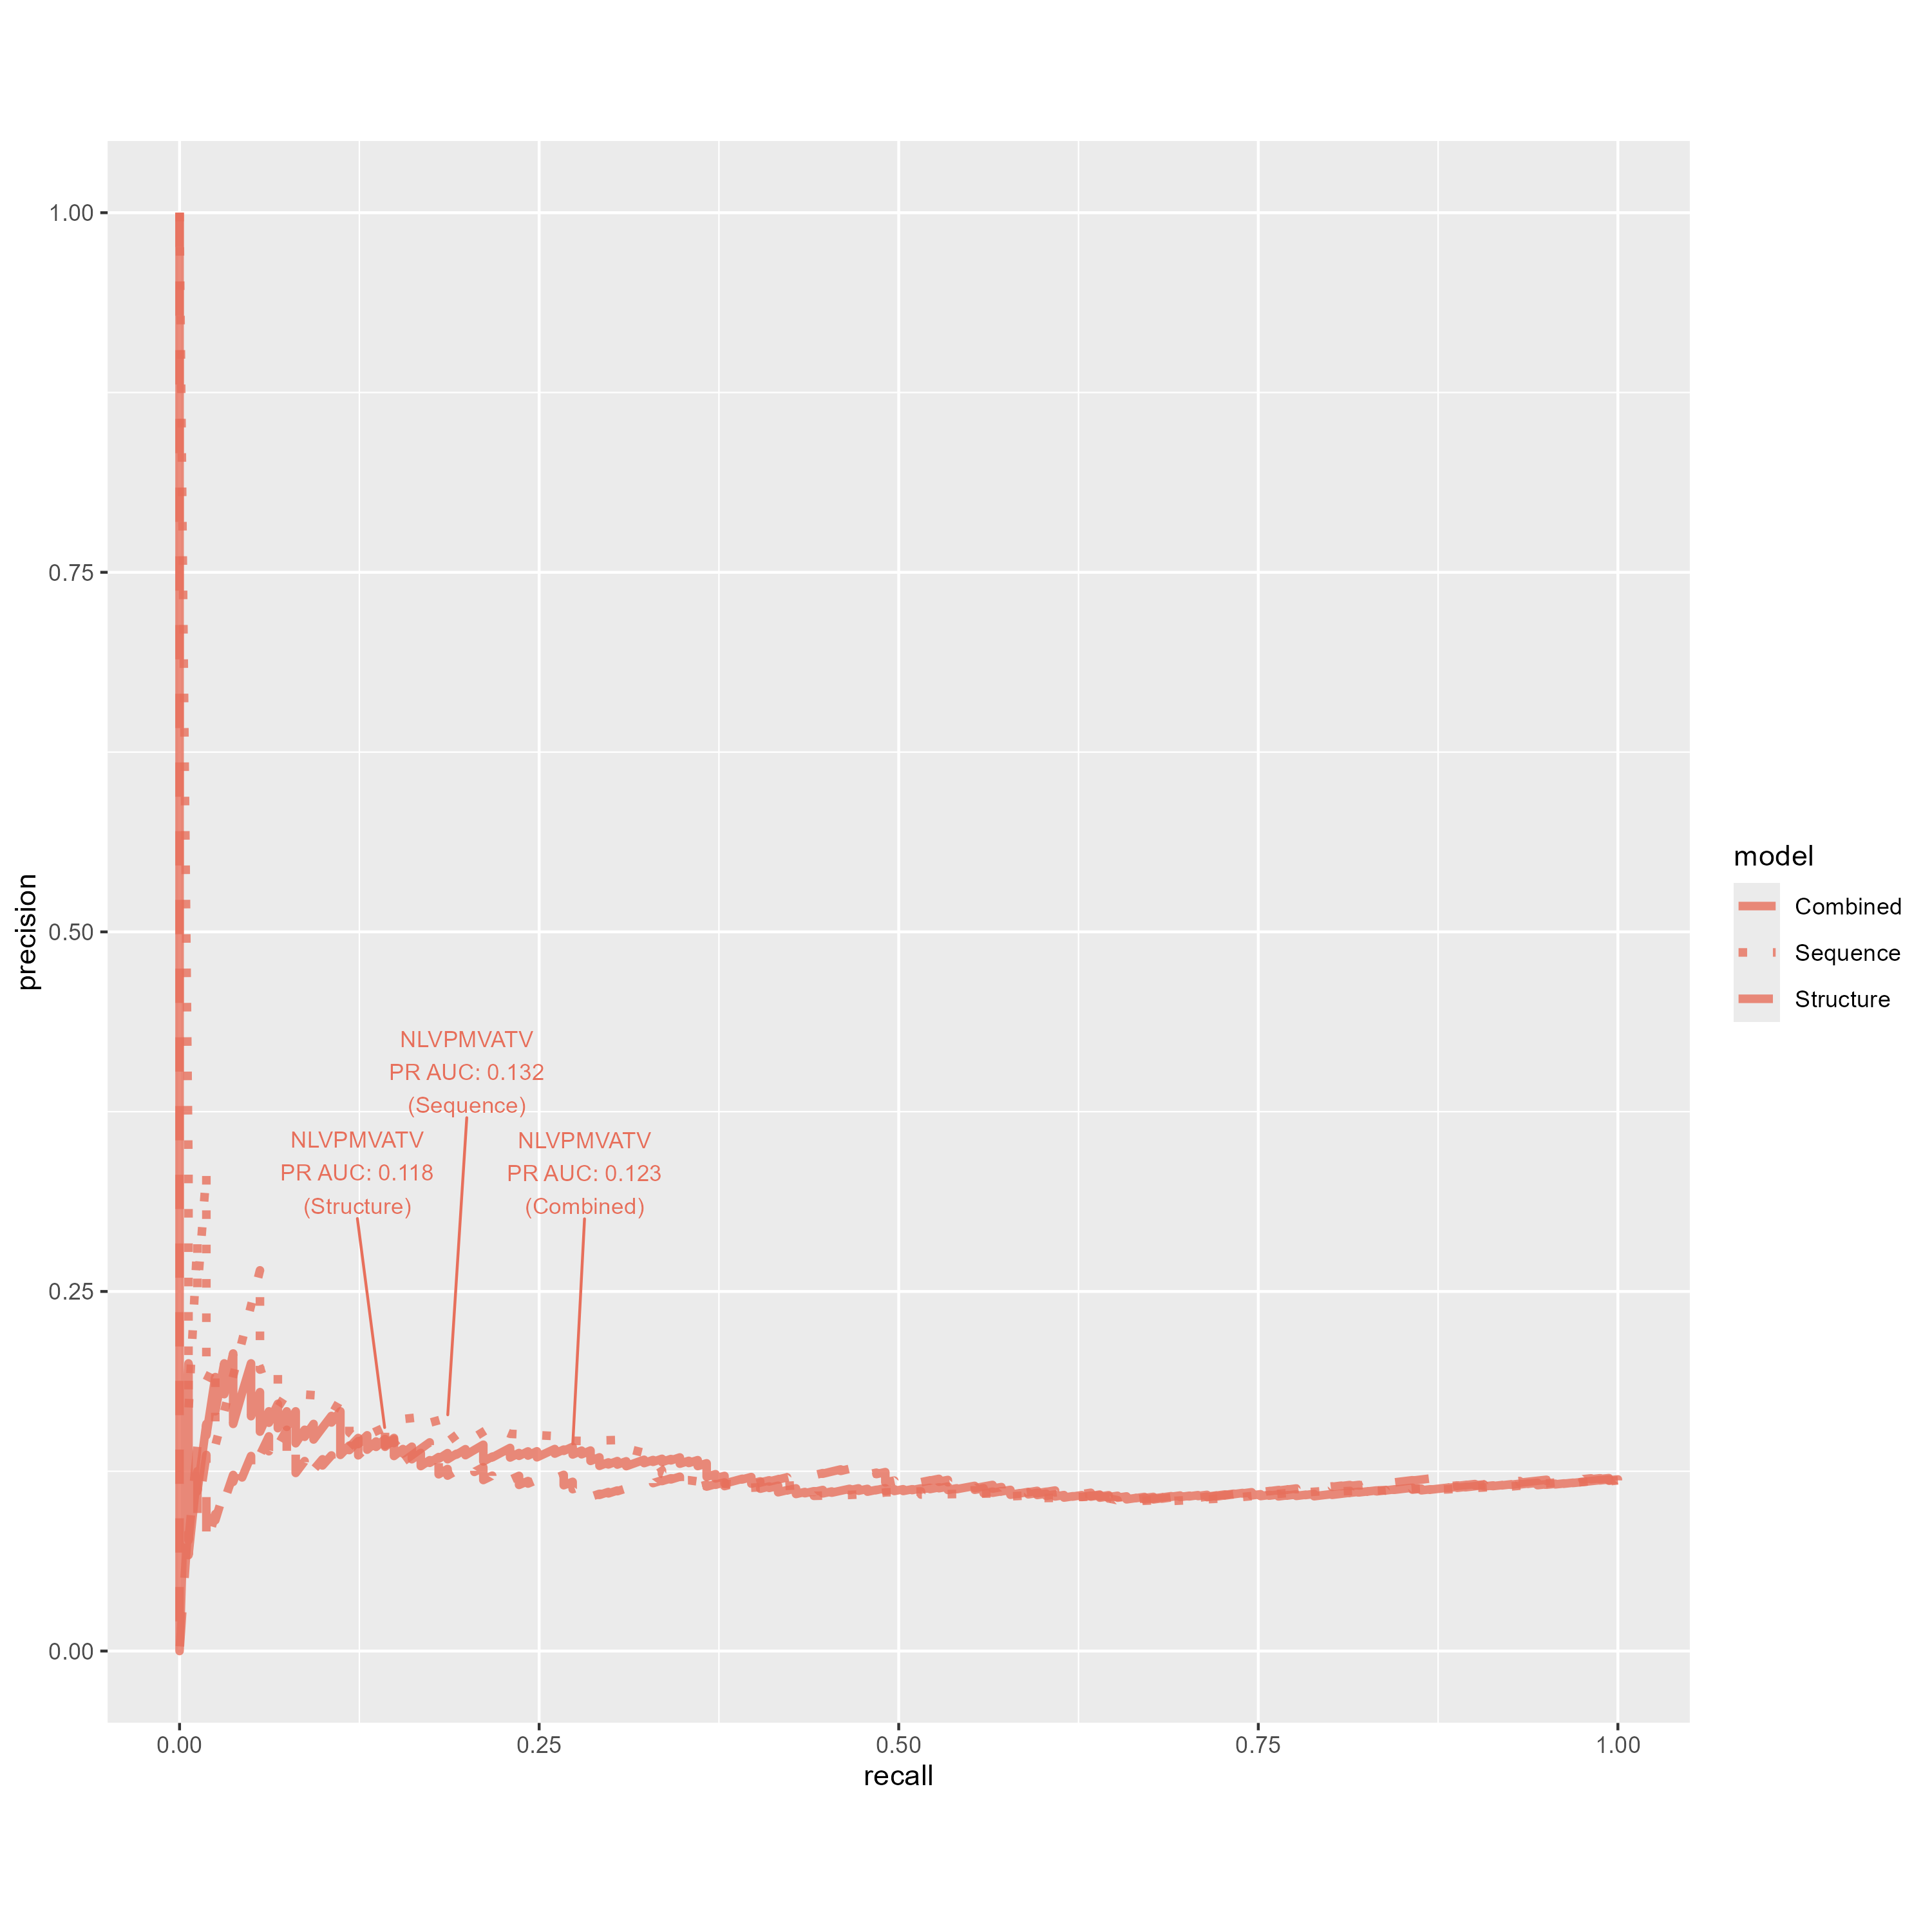 1.00
0.75
0.50
0.25
0.00
precision
0.00
0.25
0.50
0.75
1.00
recall
NLVPMVATV
PR AUC: 0.132
(Sequence)
NLVPMVATV
PR AUC: 0.118
(Structure)
NLVPMVATV
PR AUC: 0.123
(Combined)
model
Combined
Sequence
Structure